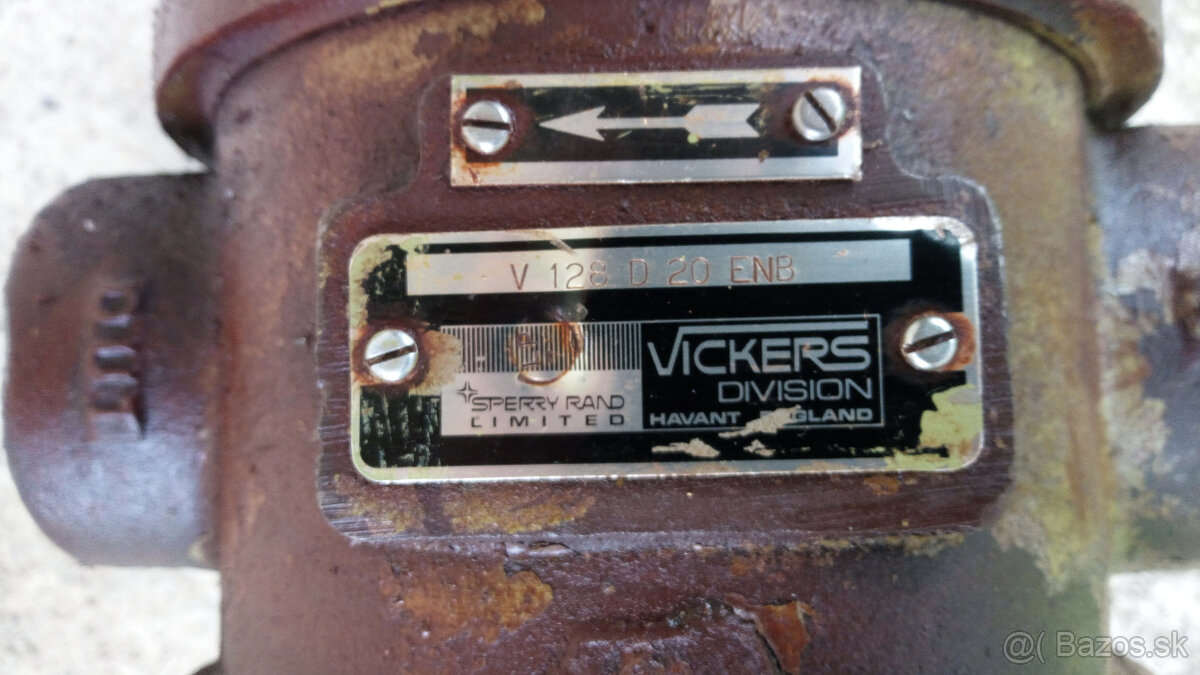 V 128 D 20 ENB
VICKERS
DIVISION
SPERRY RAND
LIMITED
HAVANT ENGLAND
@( Bazos.sk